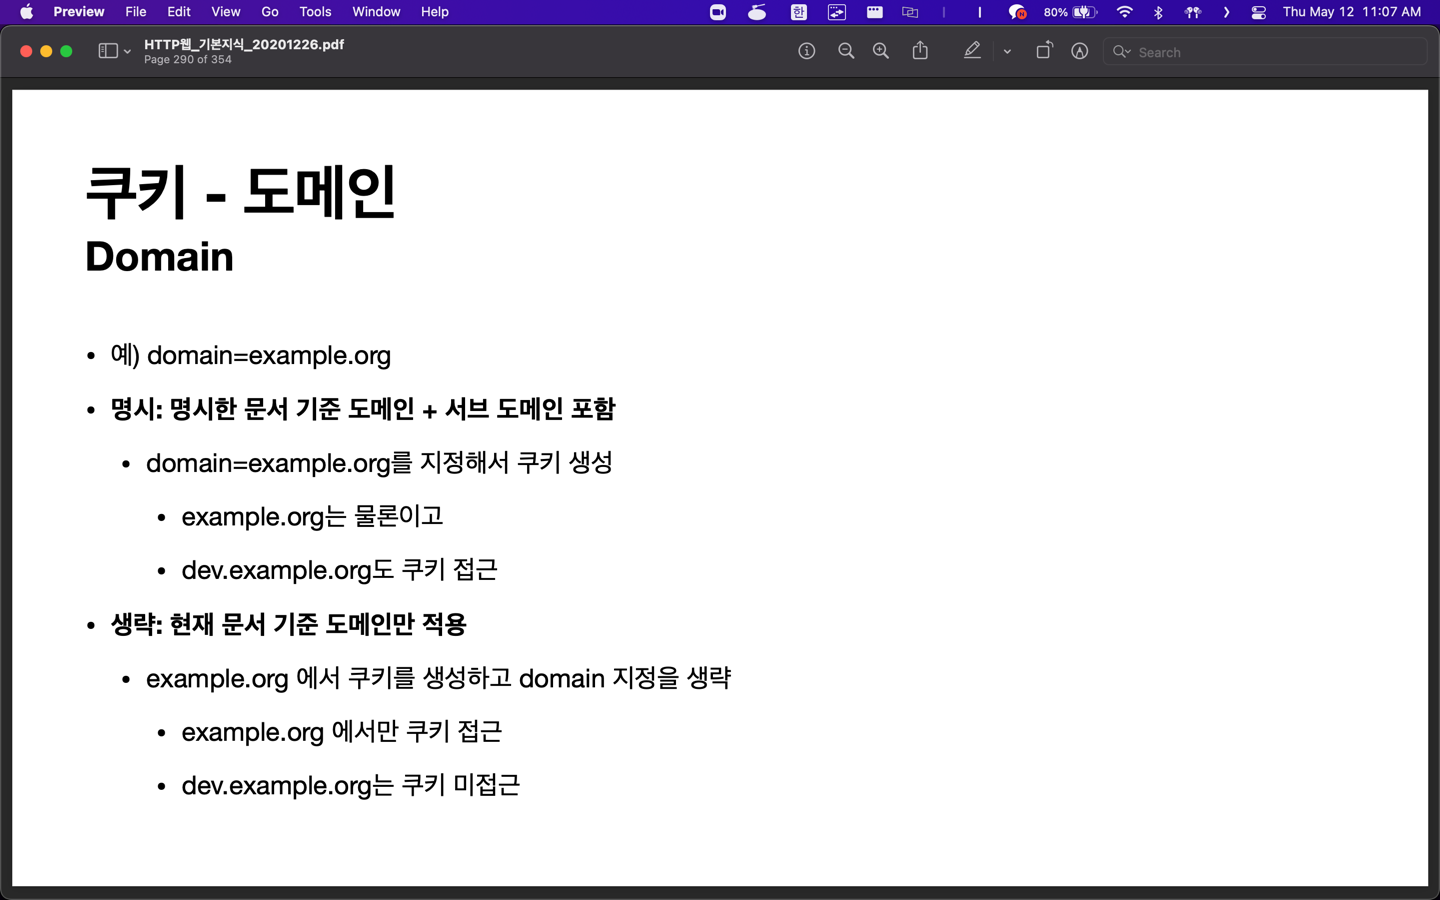 Preview File Edit View Go Tools Window Help 한 80% Thu May 12 11:07 AM
HTTP웹_기본지식_20201226.pdf
Page 290 of 354
Search
쿠키 - 도메인
Domain
• 예) domain=example.org
• 명시: 명시한 문서 기준 도메인 + 서브 도메인 포함
• domain=example.org를 지정해서 쿠키 생성
• example.org는 물론이고
• dev.example.org도 쿠키 접근
• 생략: 현재 문서 기준 도메인만 적용
• example.org 에서 쿠키를 생성하고 domain 지정을 생략
• example.org 에서만 쿠키 접근
• dev.example.org는 쿠키 미접근